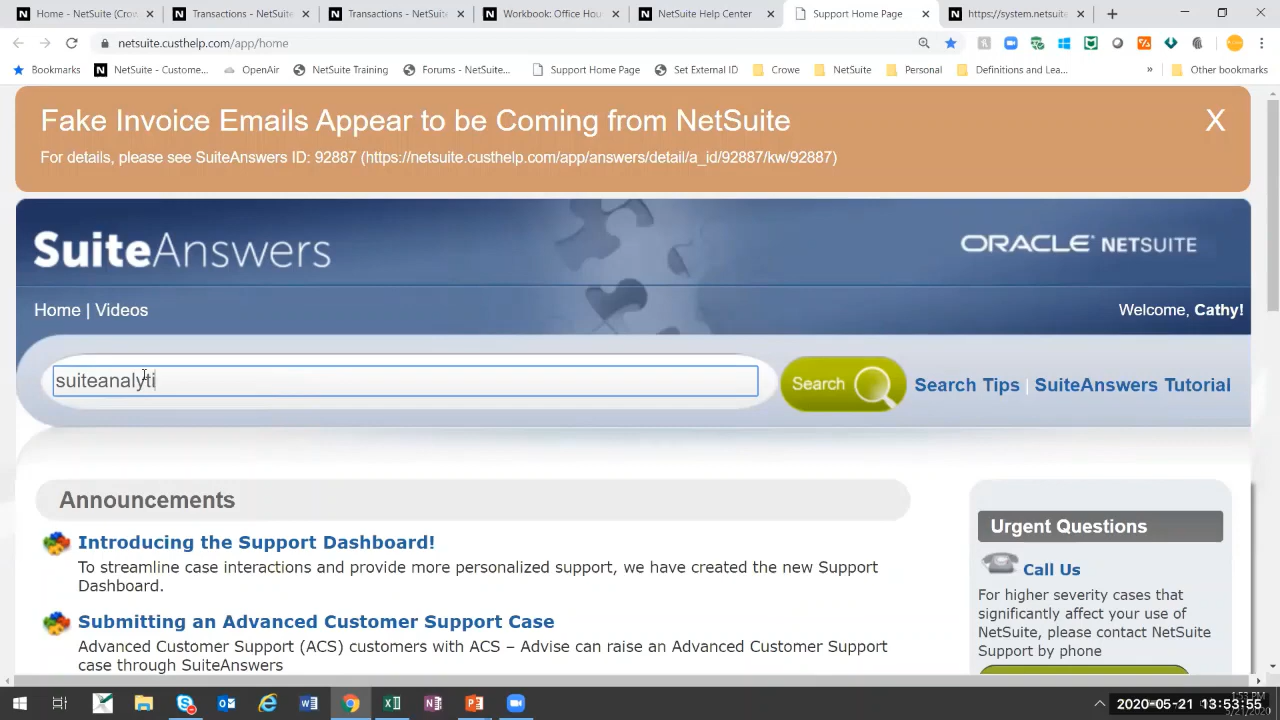 Home – NetSuite (Crow
Transactions - NetSuite
Transactions - NetSuite
Workbook: Office Hou
NetSuite Help Center
Support Home Page
https://system.netsuite
netsuite.custhelp.com/app/home
Bookmarks
NetSuite - Custome...
OpenAir
NetSuite Training
Forums - NetSuite...
Support Home Page
Set External ID
Crowe
NetSuite
Personal
Definitions and Lea...
»
Other bookmarks
Fake Invoice Emails Appear to be Coming from NetSuite
X
For details, please see SuiteAnswers ID: 92887 (https://netsuite.custhelp.com/app/answers/detail/a_id/92887/kw/92887)
SuiteAnswers
ORACLE NETSUITE
Home | Videos
Welcome, Cathy!
suiteanalyti
Search
Search Tips | SuiteAnswers Tutorial
Announcements
Introducing the Support Dashboard!
To streamline case interactions and provide more personalized support, we have created the new Support
Dashboard.
Submitting an Advanced Customer Support Case
Advanced Customer Support (ACS) customers with ACS – Advise can raise an Advanced Customer Support
case through SuiteAnswers
Urgent Questions
Call Us
For higher severity cases that
significantly affect your use of
NetSuite, please contact NetSuite
Support by phone
2020-05-21 13:53:55